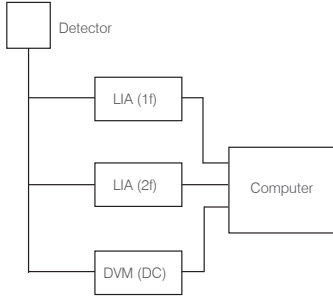 Detector
LIA (1f)
LIA (2f)
Computer
DVM (DC)